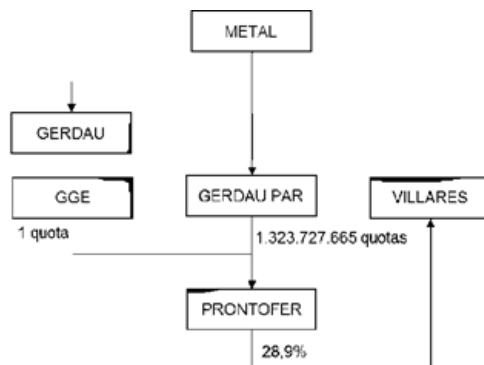 METAL
GERDAU
GGE
GERDAU PAR
VILLARES
1 quota
1.323.727.665 quotas
PRONTOFER
28,9%